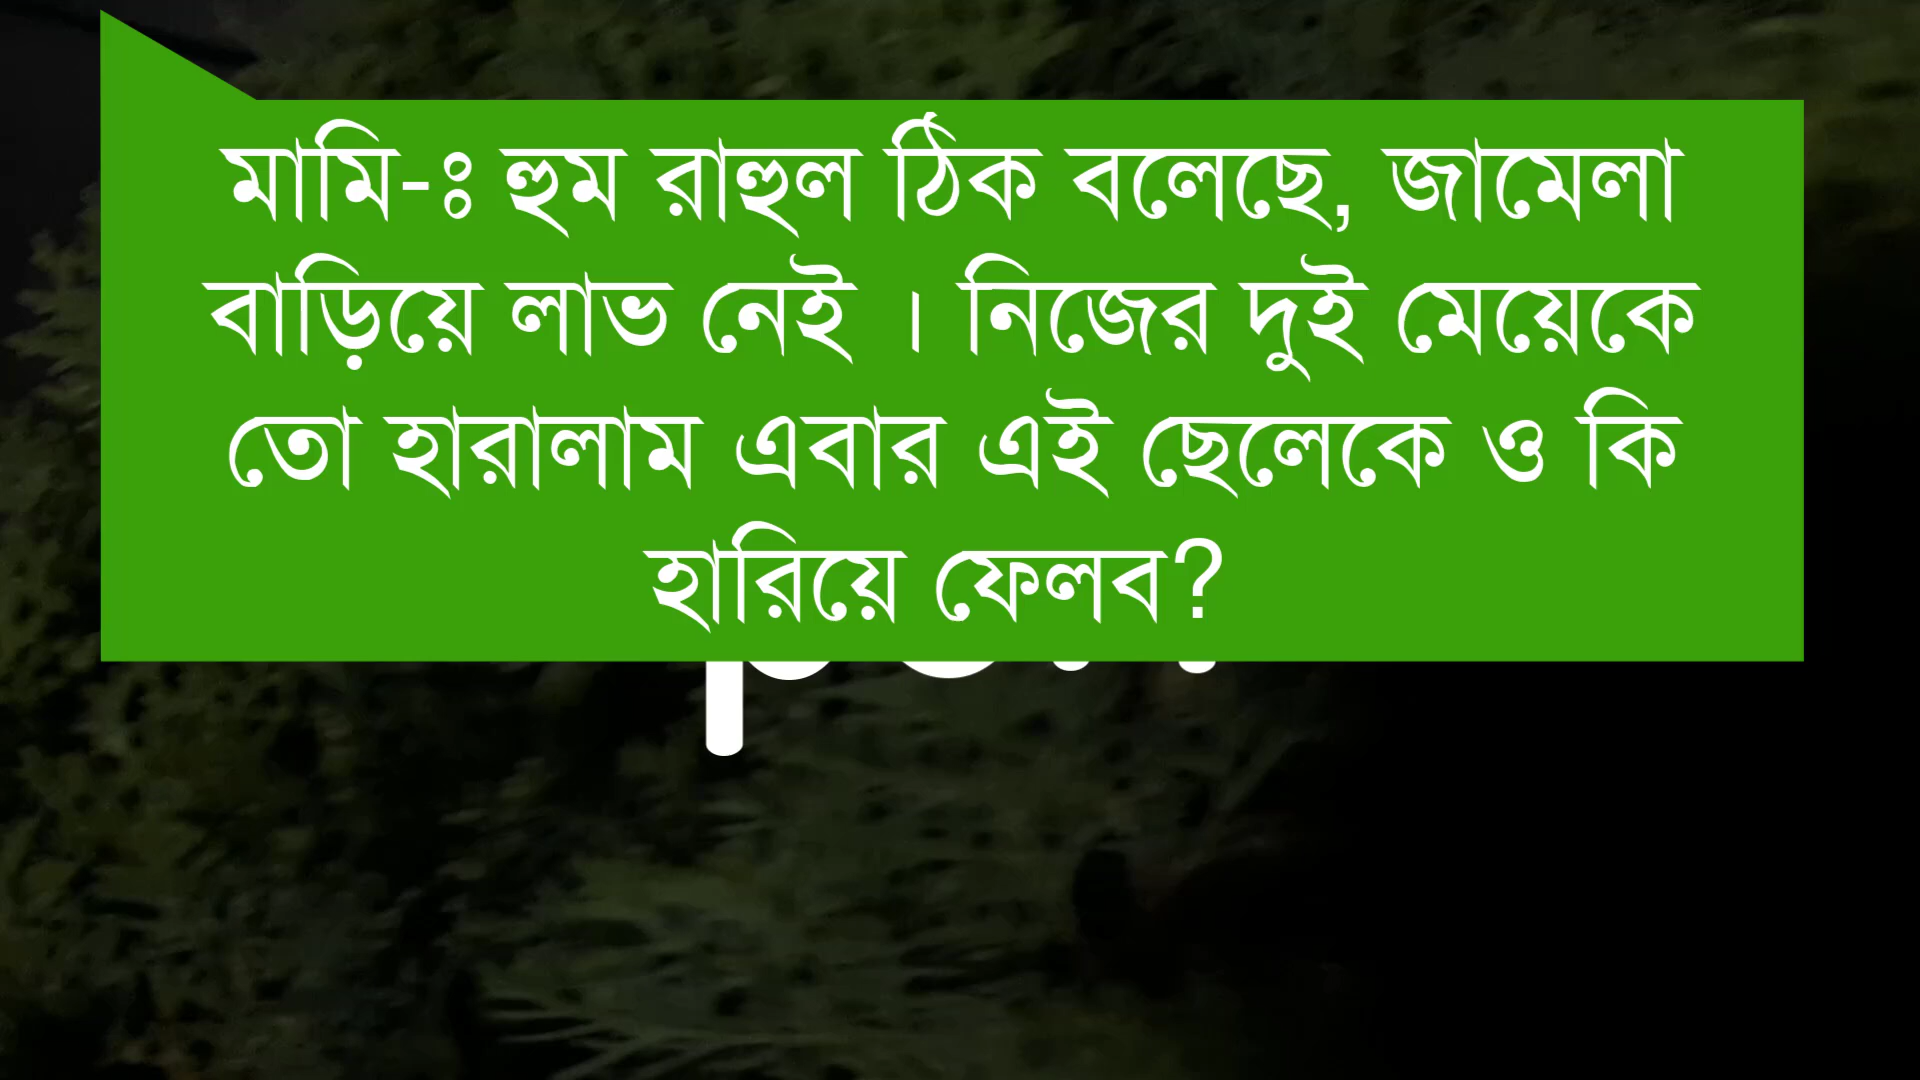 মামি-ঃ হুম রাহুল ঠিক বলেছে, জামেলা
বাড়িয়ে লাভ নেই । নিজের দুই মেয়েকে
তো হারালাম এবার এই ছেলেকে ও কি
হারিয়ে ফেলব?